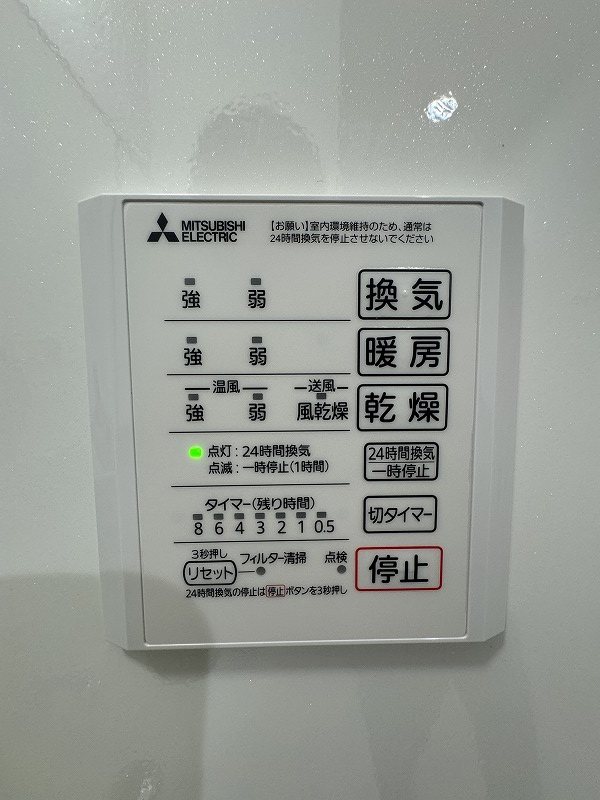 MITSUBISHI
ELECTRIC
【お願い】室内環境維持のため、通常は
24時間換気を停止させないでください
強 弱 換気
強 弱 暖房
温風 送風
強 弱 風乾燥 乾燥
点灯：24時間換気
点滅：一時停止(1時間)
24時間換気
一時停止
タイマー(残り時間)
8 6 4 3 2 1 0.5
切タイマー
3秒押し
リセット フィルター清掃 点検
停止
24時間換気の停止は停止ボタンを3秒押し